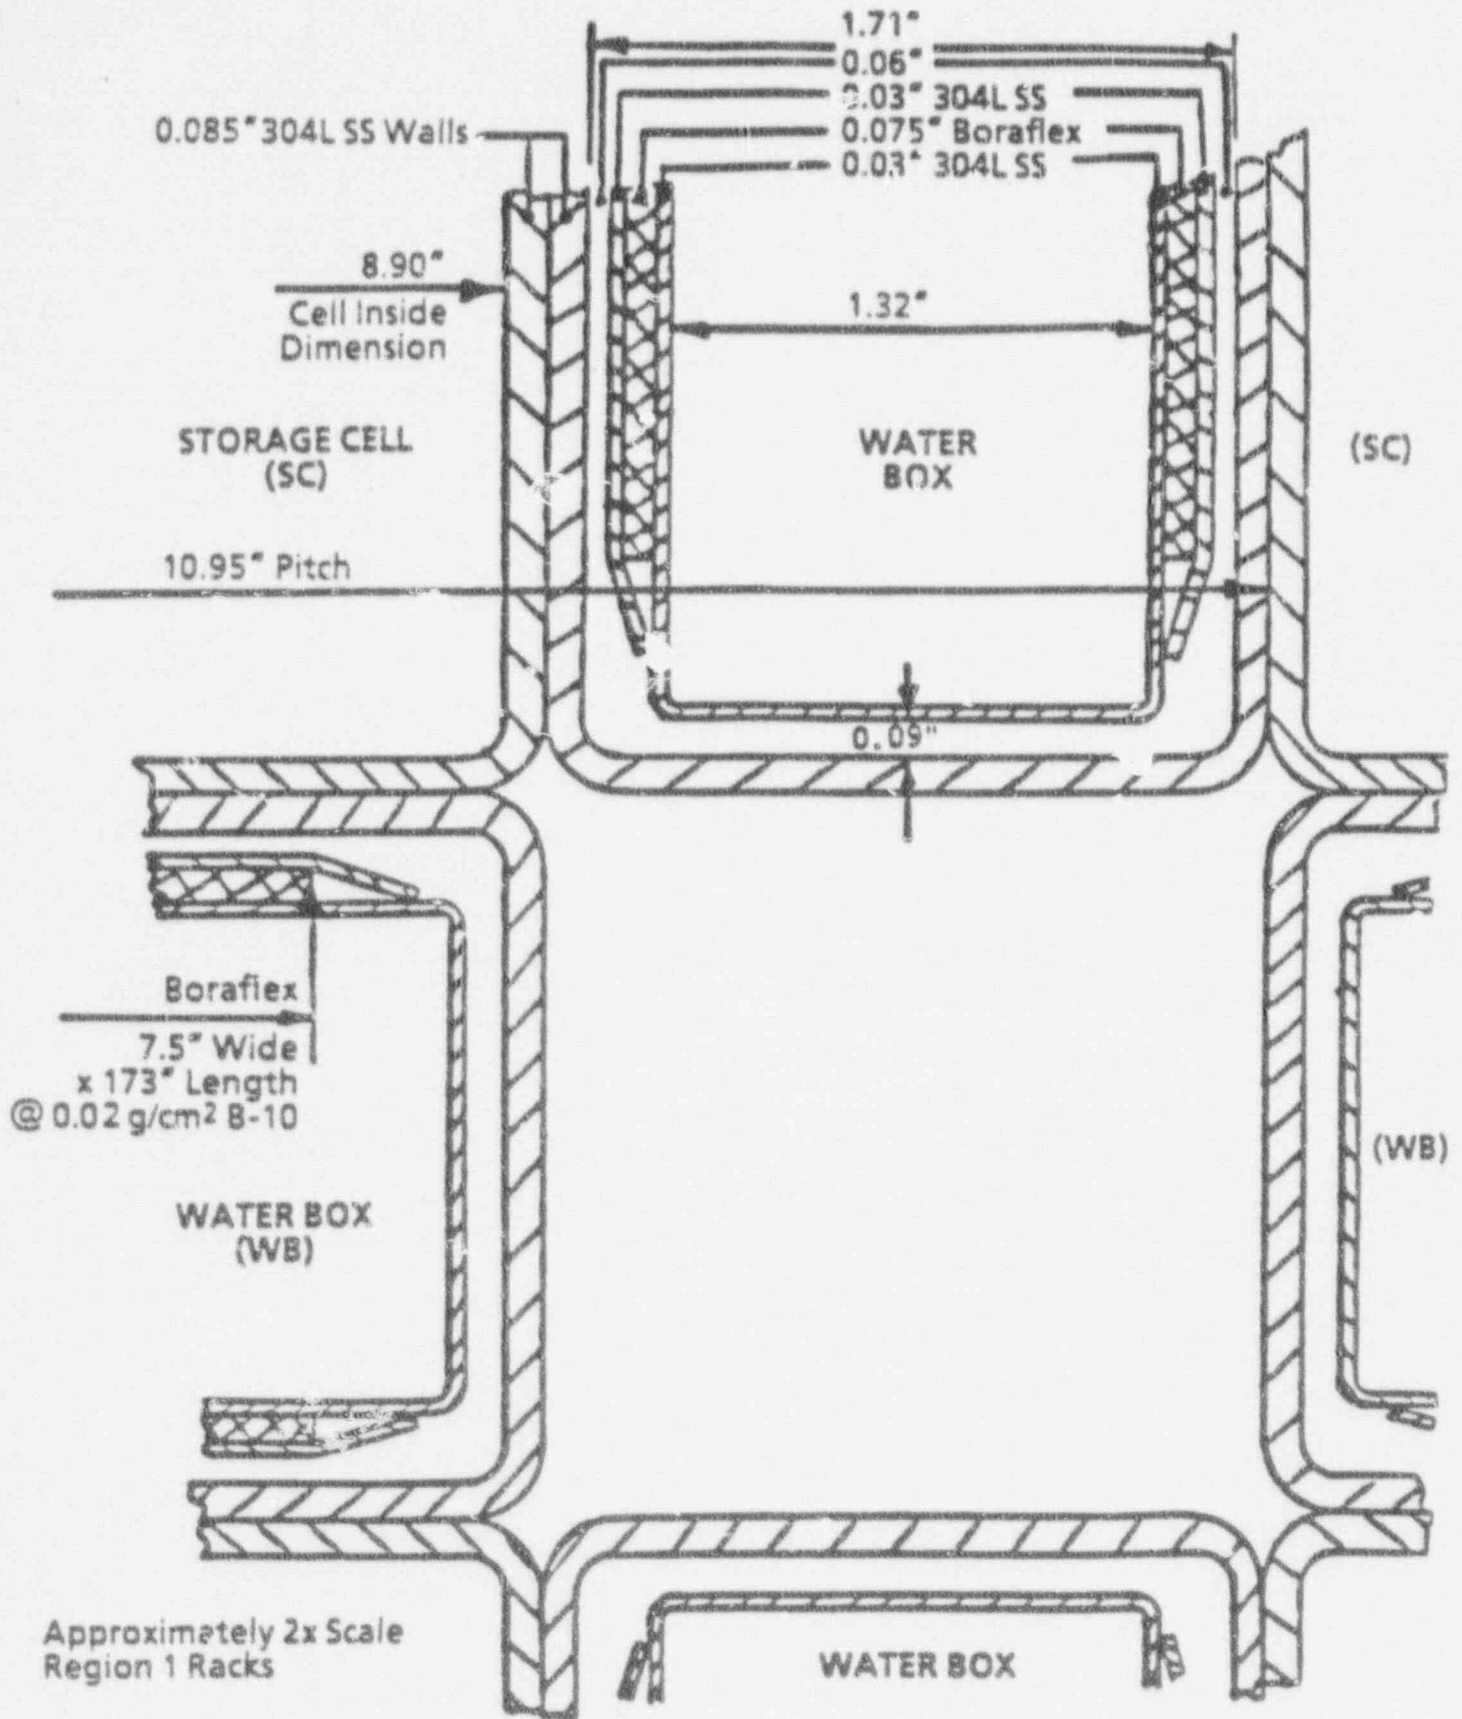 1.71"
0.06"
0.03" 304L SS
0.085" 304L SS Walls
0.075" Boraflex
0.03" 304L SS
8.90"
Cell Inside
Dimension
1.32"
STORAGE CELL
(SC)
WATER
BOX
(SC)
10.95" Pitch
0.09"
Boraflex
7.5" Wide
x 173" Length
@ 0.02 g/cm² B-10
(WB)
WATER BOX
(WB)
Approximately 2x Scale
Region 1 Racks
WATER BOX